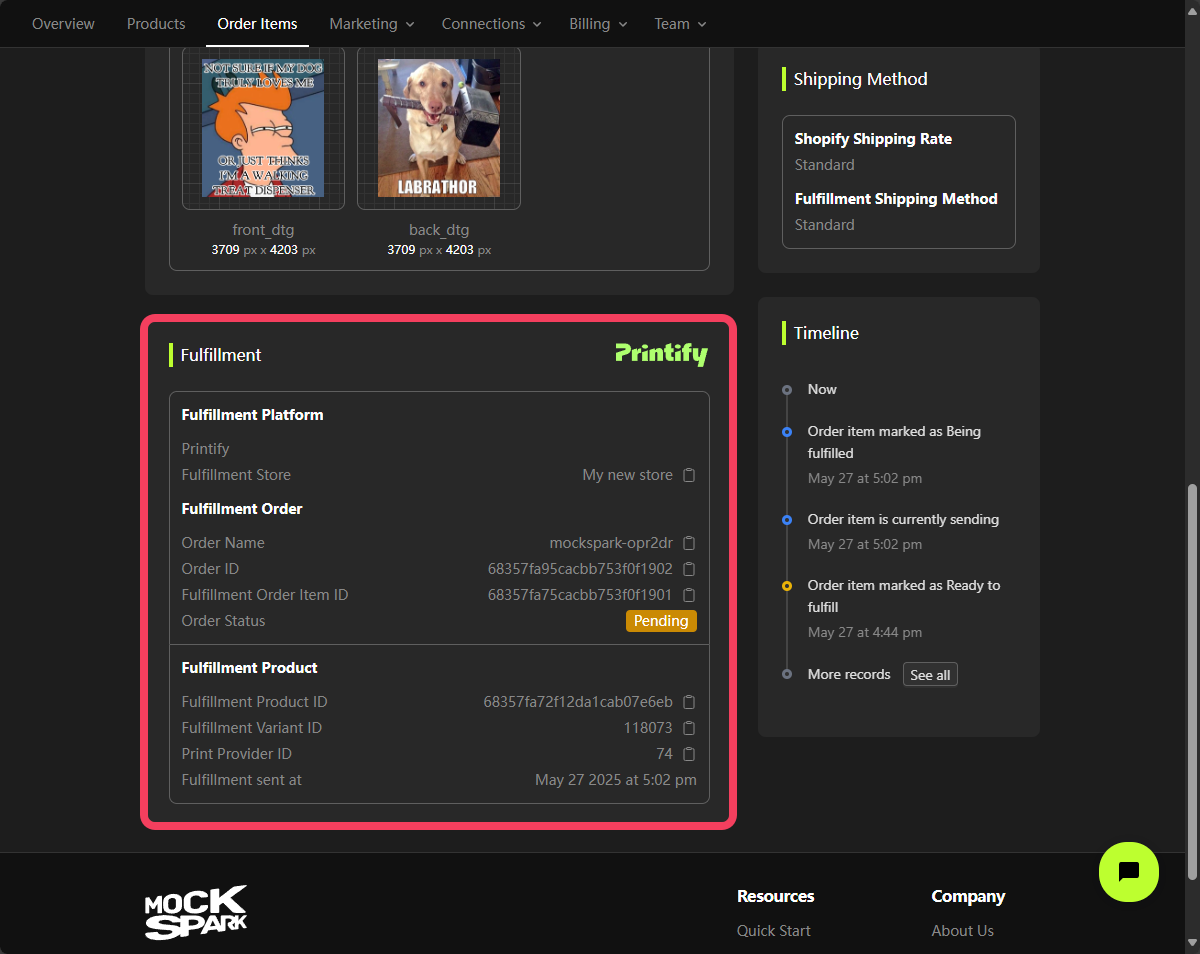 Overview Products Order Items Marketing Connections Billing Team
NOT SURE IF MY DOG
TRULY LOVES ME
OR JUST THINKS
I'M A WALKING
TREAT DISPENSER
LABRATHOR
front_dtg
3709 px x 4203 px
back_dtg
3709 px x 4203 px
Shipping Method
Shopify Shipping Rate
Standard
Fulfillment Shipping Method
Standard
Fulfillment
Printify
Fulfillment Platform
Printify
Fulfillment Store My new store
Fulfillment Order
Order Name mockspark-opr2dr
Order ID 68357fa95cacbb753f0f1902
Fulfillment Order Item ID 68357fa75cacbb753f0f1901
Order Status Pending
Fulfillment Product
Fulfillment Product ID 68357fa72f12da1cab07e6eb
Fulfillment Variant ID 118073
Print Provider ID 74
Fulfillment sent at May 27 2025 at 5:02 pm
Timeline
Now
Order item marked as Being
fulfilled
May 27 at 5:02 pm
Order item is currently sending
May 27 at 5:02 pm
Order item marked as Ready to
fulfill
May 27 at 4:44 pm
More records See all
MOCK
SPARK
Resources
Quick Start
Company
About Us